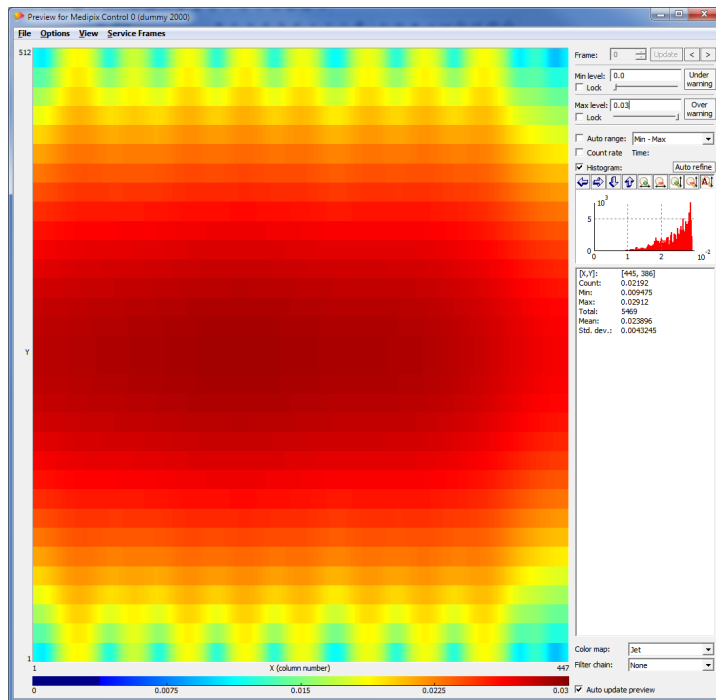 Preview for Medipix Control 0 (dummy 2000)
File Options View Service Frames
512
Y
1
1 X (column number) 447
0 0.0075 0.015 0.0225 0.03
Frame: 0 Update < >
Min level: 0.0 Under warning
Lock
Max level: 0.03 Over warning
Lock
Auto range: Min - Max
Count rate Time:
Histogram: Auto refine
10^3
5
0
0 1 2 10^-2
[X,Y]: [445, 386]
Count: 0.02192
Min: 0.009475
Max: 0.02912
Total: 5469
Mean: 0.023896
Std. dev.: 0.0043245
Color map: Jet
Filter chain: None
Auto update preview